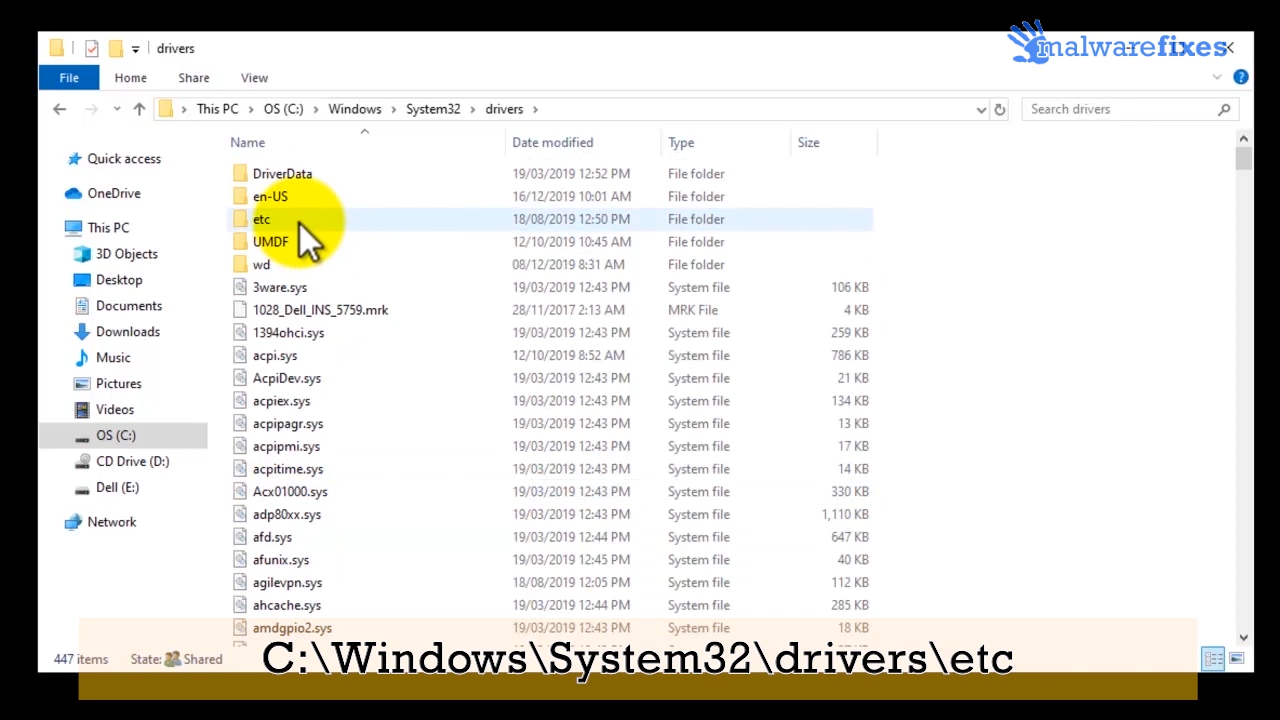 drivers
malwarefixes
File Home Share View
This PC > OS (C:) > Windows > System32 > drivers >
Search drivers
Name Date modified Type Size
Quick access
OneDrive
This PC
3D Objects
Desktop
Documents
Downloads
Music
Pictures
Videos
OS (C:)
CD Drive (D:)
Dell (E:)
Network
DriverData 19/03/2019 12:52 PM File folder
en-US 16/12/2019 10:01 AM File folder
etc 18/08/2019 12:50 PM File folder
UMDF 12/10/2019 10:45 AM File folder
wd 08/12/2019 8:31 AM File folder
3ware.sys 19/03/2019 12:43 PM System file 106 KB
1028_Dell_INS_5759.mrk 28/11/2017 2:13 AM MRK File 4 KB
1394ohci.sys 19/03/2019 12:43 PM System file 259 KB
acpi.sys 12/10/2019 8:52 AM System file 786 KB
AcpiDev.sys 19/03/2019 12:43 PM System file 21 KB
acpiex.sys 19/03/2019 12:43 PM System file 134 KB
acpipagr.sys 19/03/2019 12:43 PM System file 13 KB
acpipmi.sys 19/03/2019 12:43 PM System file 17 KB
acpitime.sys 19/03/2019 12:43 PM System file 14 KB
Acx01000.sys 19/03/2019 12:43 PM System file 330 KB
adp80xx.sys 19/03/2019 12:43 PM System file 1,110 KB
afd.sys 19/03/2019 12:44 PM System file 647 KB
afunix.sys 19/03/2019 12:45 PM System file 40 KB
agilevpn.sys 18/08/2019 12:05 PM System file 112 KB
ahcache.sys 19/03/2019 12:44 PM System file 285 KB
amdgpio2.sys 19/03/2019 12:43 PM System file 18 KB
447 items State: Shared
C:\Windows\System32\drivers\etc